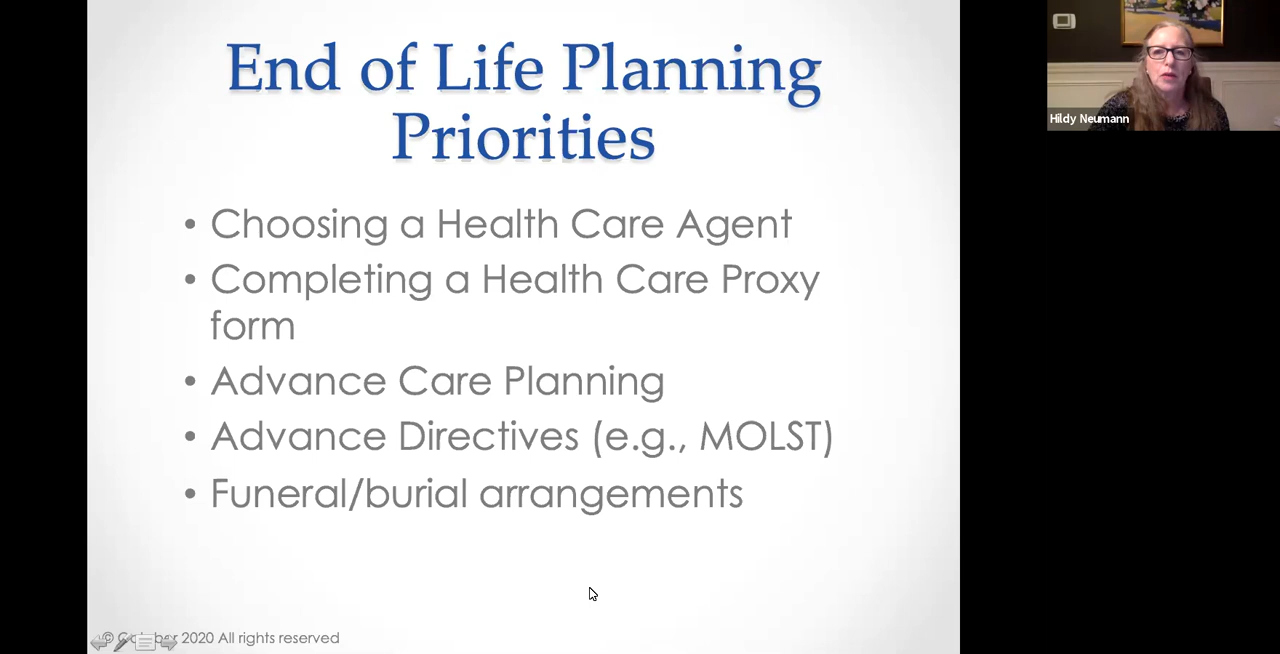 End of Life Planning
Priorities
• Choosing a Health Care Agent
• Completing a Health Care Proxy
form
• Advance Care Planning
• Advance Directives (e.g., MOLST)
• Funeral/burial arrangements
2020 All rights reserved
Hildy Neumann